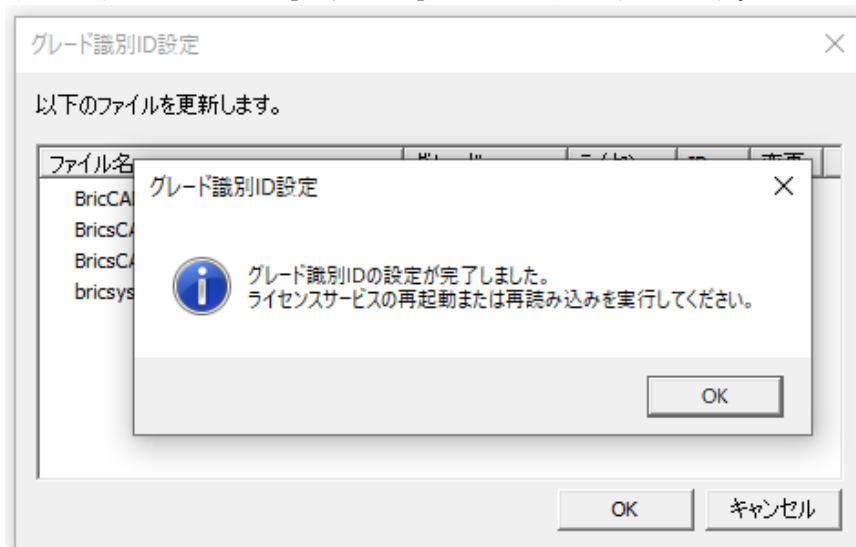 グレード識別ID設定
以下のファイルを更新します。
ファイル名
BricCA
BricsCA
BricsCA
bricsys
グレード識別ID設定
グレード識別IDの設定が完了しました。
ライセンスサービスの再起動または再読み込みを実行してください。
OK
OK
キャンセル